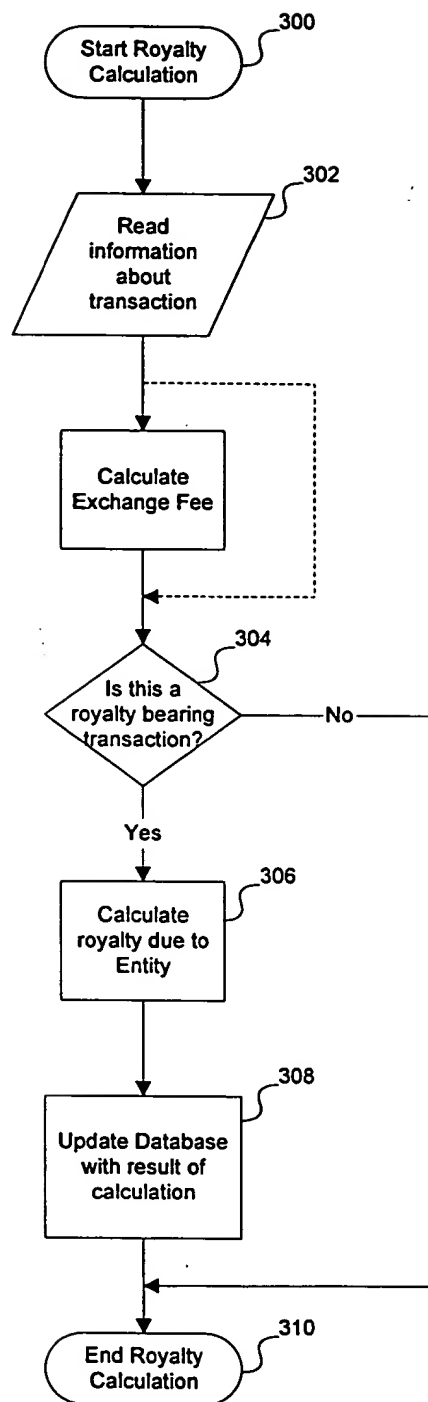 300
Start Royalty
Calculation
302
Read
information
about
transaction
Calculate
Exchange Fee
304
Is this a
royalty bearing
transaction?
No
Yes
306
Calculate
royalty due to
Entity
308
Update Database
with result of
calculation
310
End Royalty
Calculation